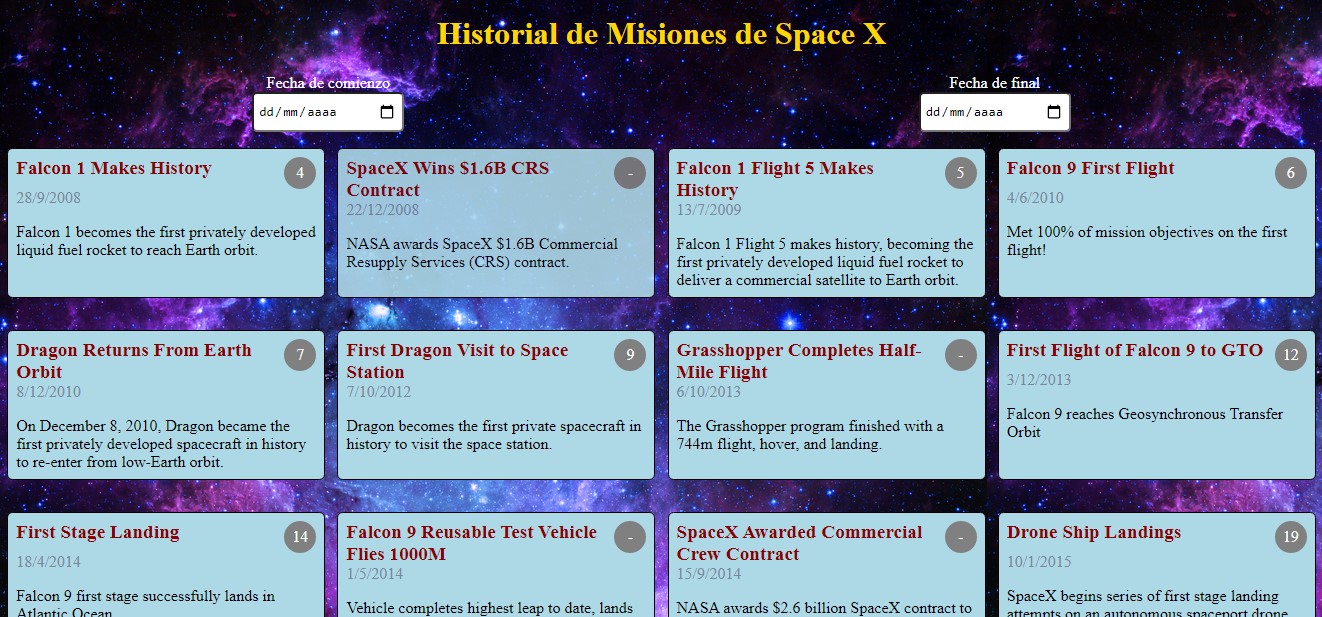 Historial de Misiones de Space X
Fecha de comienzo
dd/mm/aaaa
Fecha de final
dd/mm/aaaa
Falcon 1 Makes History
4
28/9/2008
Falcon 1 becomes the first privately developed
liquid fuel rocket to reach Earth orbit.
SpaceX Wins $1.6B CRS
Contract
-
22/12/2008
NASA awards SpaceX $1.6B Commercial
Resupply Services (CRS) contract.
Falcon 1 Flight 5 Makes
History
5
13/7/2009
Falcon 1 Flight 5 makes history, becoming the
first privately developed liquid fuel rocket to
deliver a commercial satellite to Earth orbit.
Falcon 9 First Flight
6
4/6/2010
Met 100% of mission objectives on the first
flight!
Dragon Returns From Earth
Orbit
7
8/12/2010
On December 8, 2010, Dragon became the
first privately developed spacecraft in history
to re-enter from low-Earth orbit.
First Dragon Visit to Space
Station
9
7/10/2012
Dragon becomes the first private spacecraft in
history to visit the space station.
Grasshopper Completes Half-
Mile Flight
-
6/10/2013
The Grasshopper program finished with a
744m flight, hover, and landing.
First Flight of Falcon 9 to GTO
12
3/12/2013
Falcon 9 reaches Geosynchronous Transfer
Orbit
First Stage Landing
14
18/4/2014
Falcon 9 first stage successfully lands in
Atlantic Ocean
Falcon 9 Reusable Test Vehicle
Flies 1000M
-
1/5/2014
Vehicle completes highest leap to date, lands
SpaceX Awarded Commercial
Crew Contract
-
15/9/2014
NASA awards $2.6 billion SpaceX contract to
Drone Ship Landings
19
10/1/2015
SpaceX begins series of first stage landing
attempts on an autonomous spaceport drone